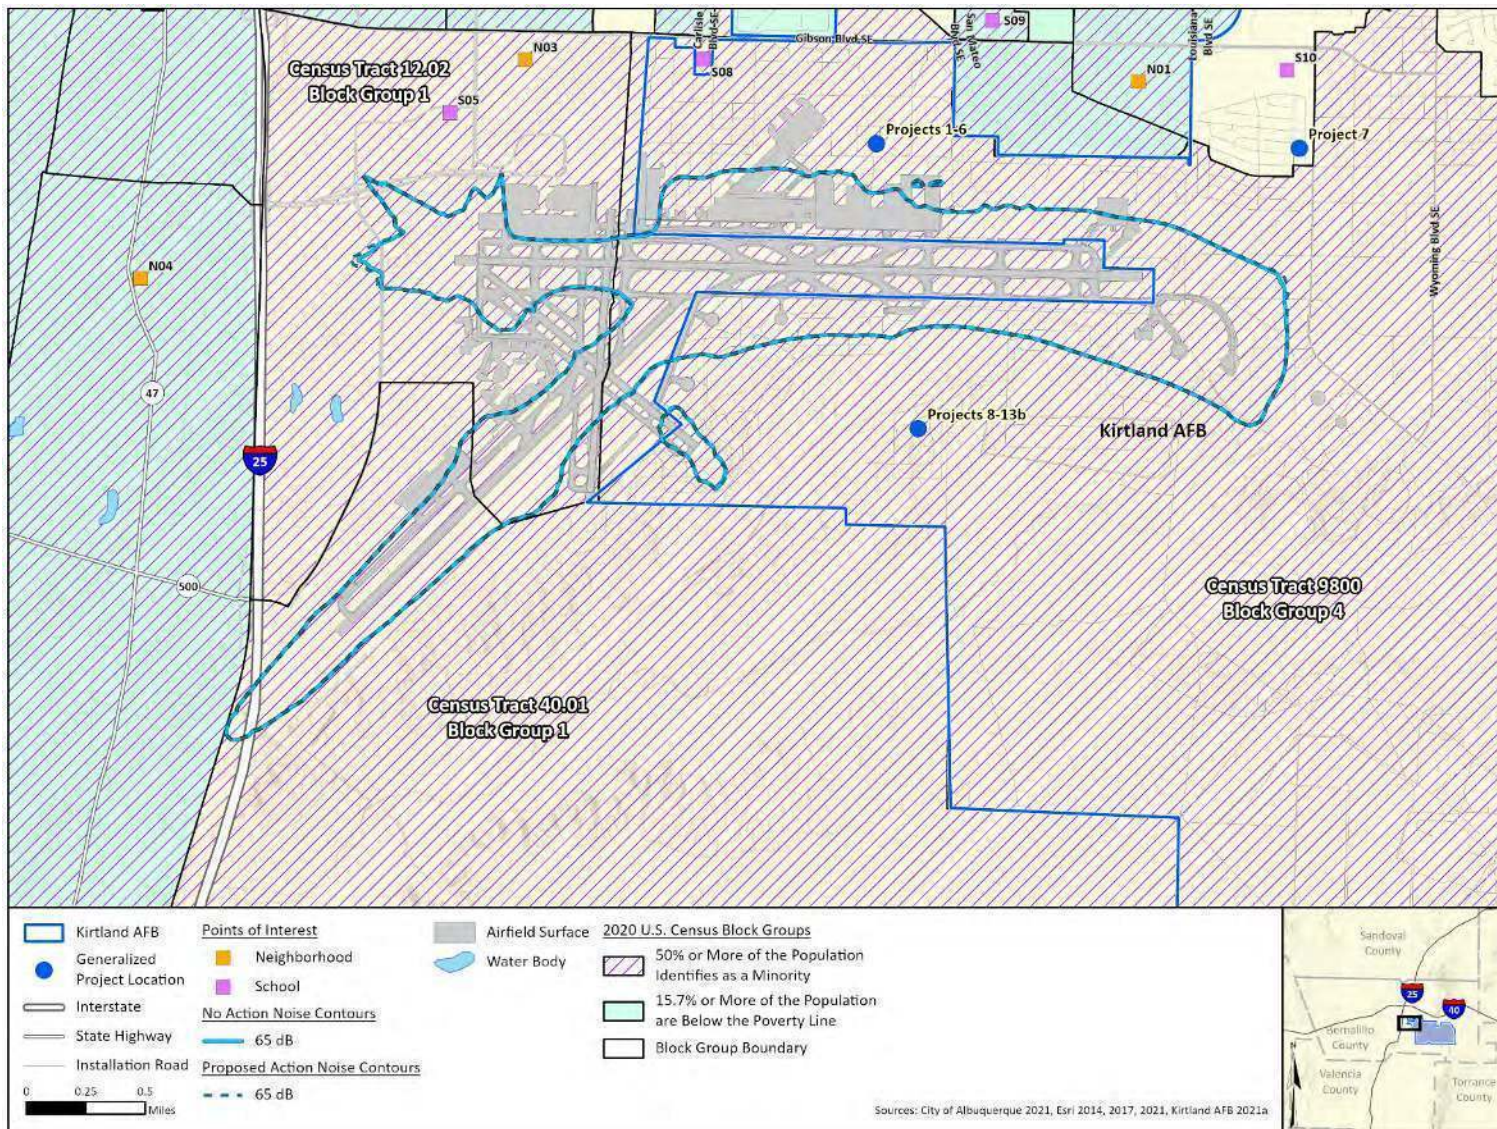 Carlisle
Blvd SE
Gibson Blvd SE
San Mateo
Blvd SE
Louisiana
Blvd SE
S09
N03
S08
N01
S10
Census Tract 12.02
Block Group 1
S05
Projects 1-6
Project 7
Wyoming Blvd SE
N04
47
25
Projects 8-13b
Kirtland AFB
500
Census Tract 9800
Block Group 4
Census Tract 40.01
Block Group 1
Kirtland AFB
Generalized
Project Location
Interstate
State Highway
Installation Road
0 0.25 0.5
Miles
Points of Interest
Neighborhood
School
No Action Noise Contours
65 dB
Proposed Action Noise Contours
65 dB
Airfield Surface
Water Body
2020 U.S. Census Block Groups
50% or More of the Population
Identifies as a Minority
15.7% or More of the Population
are Below the Poverty Line
Block Group Boundary
Sources: City of Albuquerque 2021, Esri 2014, 2017, 2021, Kirtland AFB 2021a
Sandoval
County
25
40
Bernalillo
County
Valencia
County
Torrance
County
N